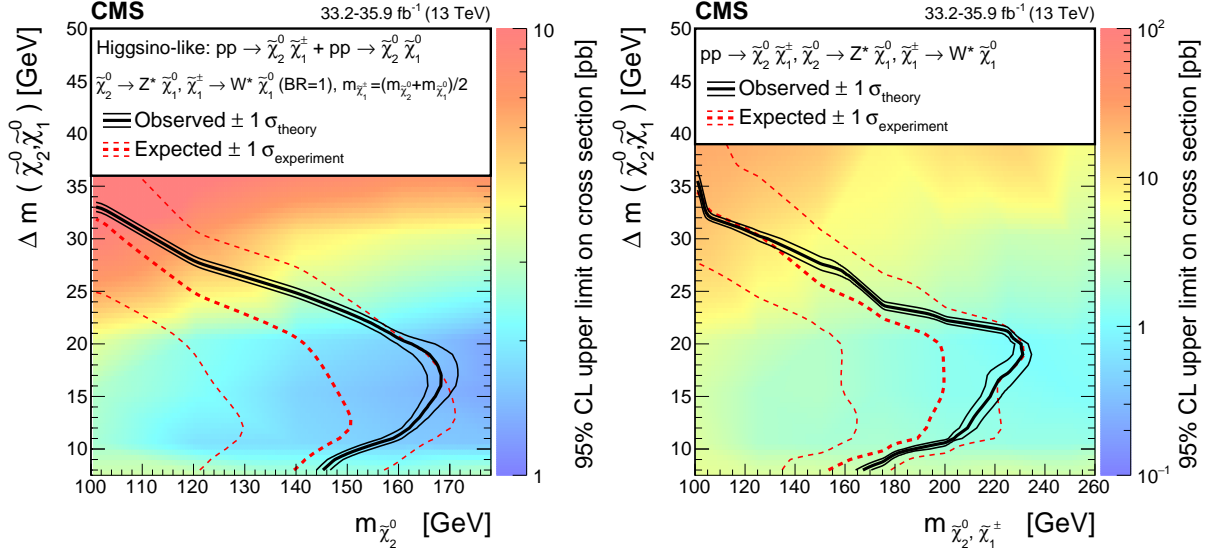 CMS 33.2-35.9 fb⁻¹ (13 TeV)
Higgsino-like: pp → χ̃⁰₂ χ̃±₁ + pp → χ̃⁰₂ χ̃⁰₁
χ̃⁰₂ → Z* χ̃⁰₁, χ̃±₁ → W* χ̃⁰₁ (BR=1), m_χ̃±₁ =(m_χ̃⁰₂+m_χ̃⁰₁)/2
Observed ± 1 σ_theory
Expected ± 1 σ_experiment
Δ m ( χ̃⁰₂, χ̃⁰₁ ) [GeV]
50
45
40
35
30
25
20
15
10
100 110 120 130 140 150 160 170
m_χ̃⁰₂ [GeV]
10
1
95% CL upper limit on cross section [pb]
CMS 33.2-35.9 fb⁻¹ (13 TeV)
pp → χ̃⁰₂ χ̃±₁, χ̃⁰₂ → Z* χ̃⁰₁, χ̃±₁ → W* χ̃⁰₁
Observed ± 1 σ_theory
Expected ± 1 σ_experiment
Δ m ( χ̃⁰₂, χ̃⁰₁ ) [GeV]
50
45
40
35
30
25
20
15
10
100 120 140 160 180 200 220 240 260
m_χ̃⁰₂, χ̃±₁ [GeV]
10²
10
1
10⁻¹
95% CL upper limit on cross section [pb]